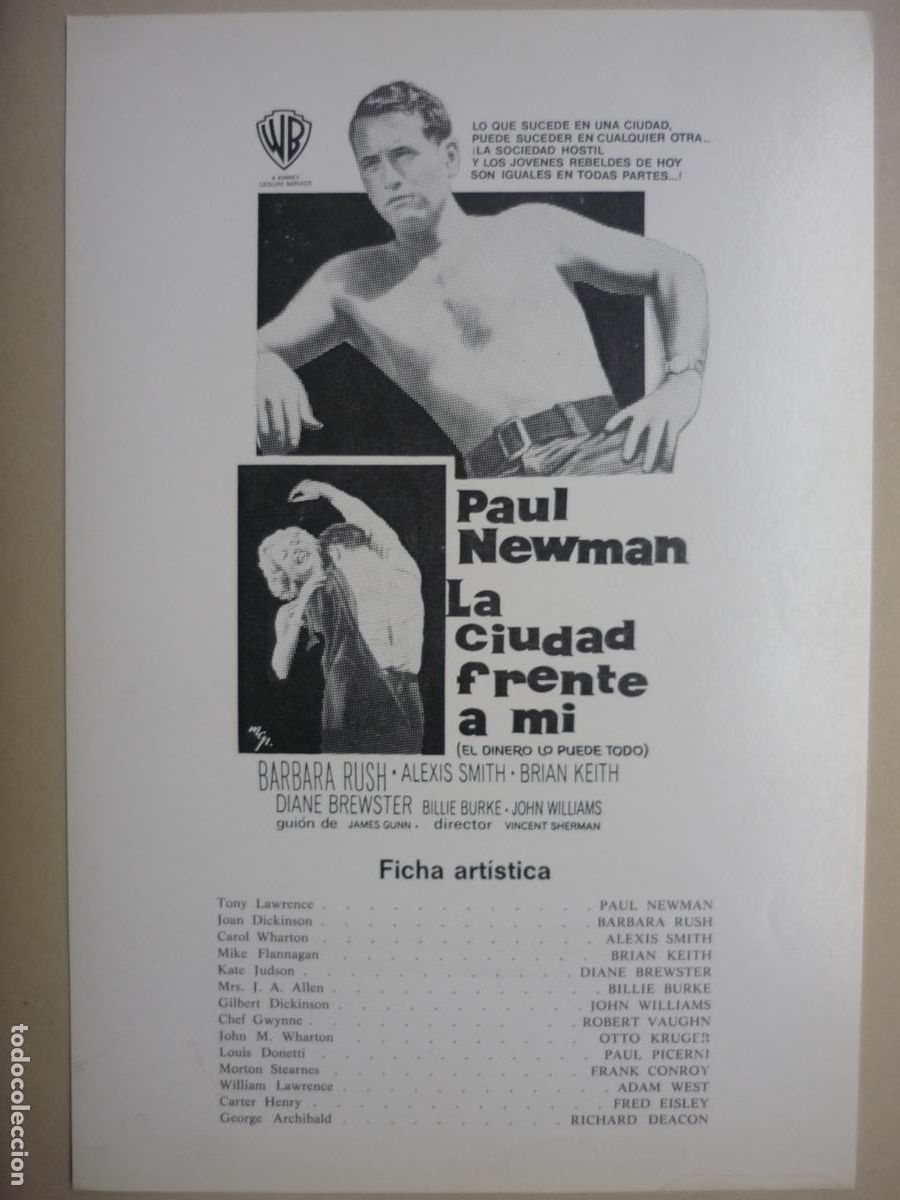 WB
A KINNEY
LEISURE SERVICE
LO QUE SUCEDE EN UNA CIUDAD,
PUEDE SUCEDER EN CUALQUIER OTRA...
¡LA SOCIEDAD HOSTIL
Y LOS JOVENES REBELDES DE HOY
SON IGUALES EN TODAS PARTES...!
Paul
Newman
La
ciudad
frente
a mi
(EL DINERO LO PUEDE TODO)
mcp.
BARBARA RUSH · ALEXIS SMITH · BRIAN KEITH
DIANE BREWSTER BILLIE BURKE · JOHN WILLIAMS
guión de JAMES GUNN . director VINCENT SHERMAN
Ficha artística
Tony Lawrence . . . . . . . . . . . . . PAUL NEWMAN
Joan Dickinson . . . . . . . . . . . . . BARBARA RUSH
Carol Wharton . . . . . . . . . . . . . ALEXIS SMITH
Mike Flannagan . . . . . . . . . . . . BRIAN KEITH
Kate Judson . . . . . . . . . . . . . DIANE BREWSTER
Mrs. J. A. Allen . . . . . . . . . . . . BILLIE BURKE
Gilbert Dickinson . . . . . . . . . . . JOHN WILLIAMS
Chef Gwynne . . . . . . . . . . . . ROBERT VAUGHN
John M. Wharton . . . . . . . . . . . OTTO KRUGER
Louis Donetti . . . . . . . . . . . . PAUL PICERNI
Morton Stearnes . . . . . . . . . . . FRANK CONROY
William Lawrence . . . . . . . . . . . ADAM WEST
Carter Henry . . . . . . . . . . . . . FRED EISLEY
George Archibald . . . . . . . . . . RICHARD DEACON
todocoleccion